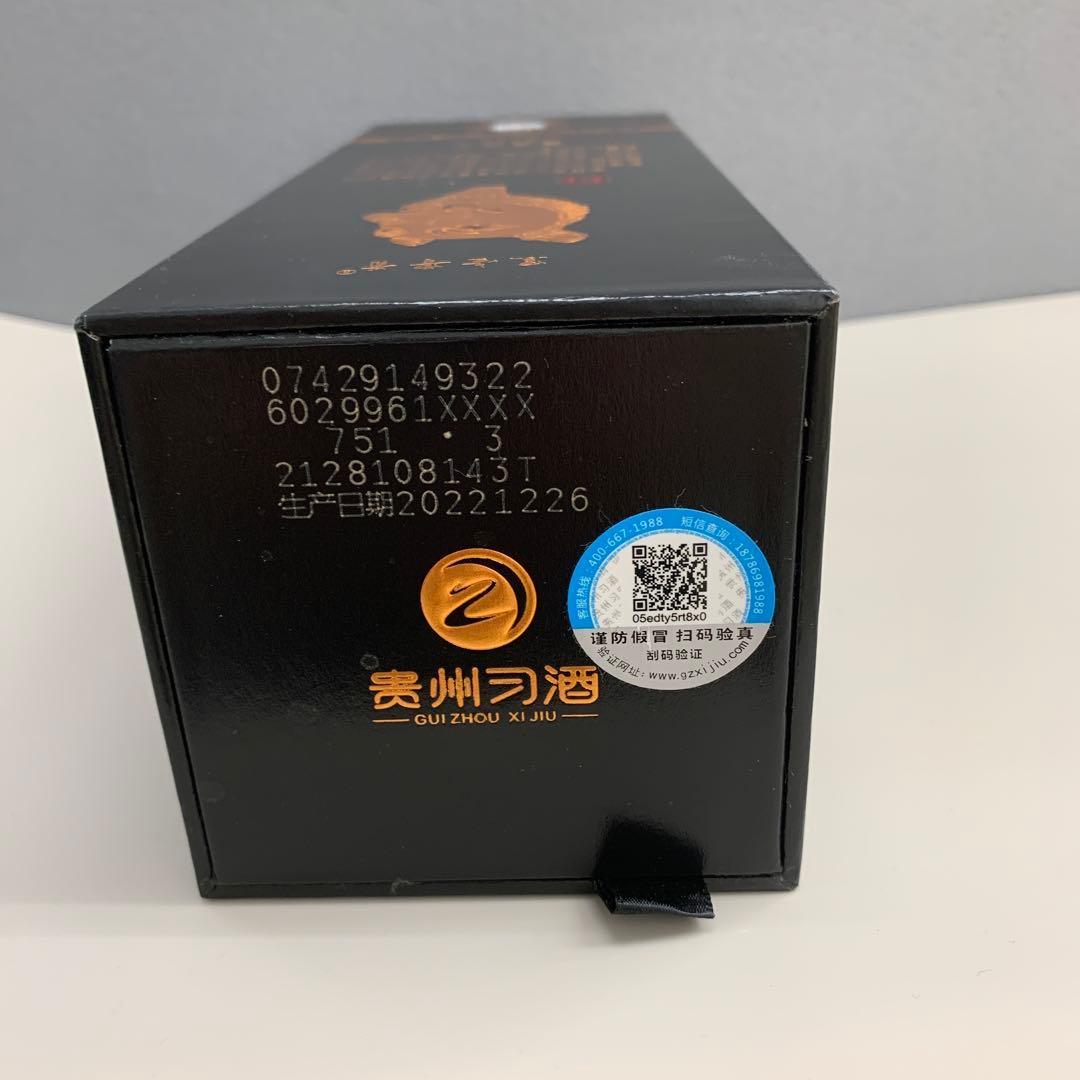 07429149322
6029961XXXX
751 · 3
2128108143T
生产日期20221226
贵州习酒
GUI ZHOU XI JIU
客服热线: 400-667-1988 短信查询: 18786981988
05edty5rt8x0
谨防假冒 扫码验真
刮码验证
验证网址: www.gzxijiu.com